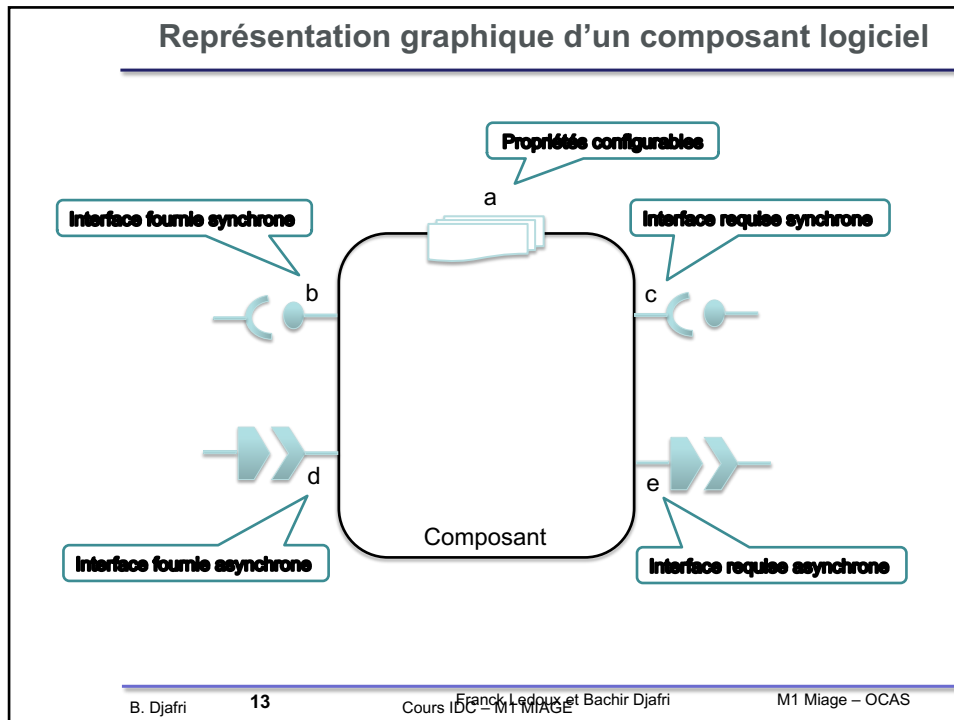 Représentation graphique d’un composant logiciel
Propriétés configurables
a
Interface fournie synchrone
Interface requise synchrone
b
c
d
e
Composant
Interface fournie asynchrone
Interface requise asynchrone
B. Djafri
13
Franck Ledoux et Bachir Djafri
Cours IDC – M1 MIAGE
M1 Miage – OCAS